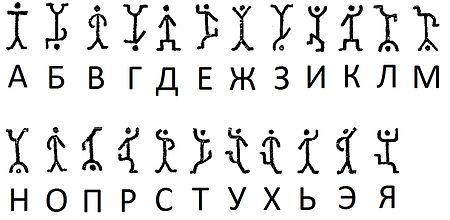 А Б В Г Д Е Ж З И К Л М
Н О П Р С Т У Х Ь Э Я